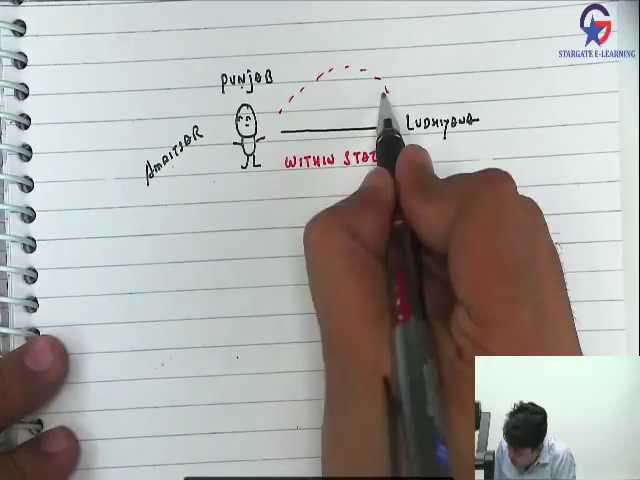 STARGATE E-LEARNING
PUNJAB
AMRITSER
LUDHIYANA
WITHIN